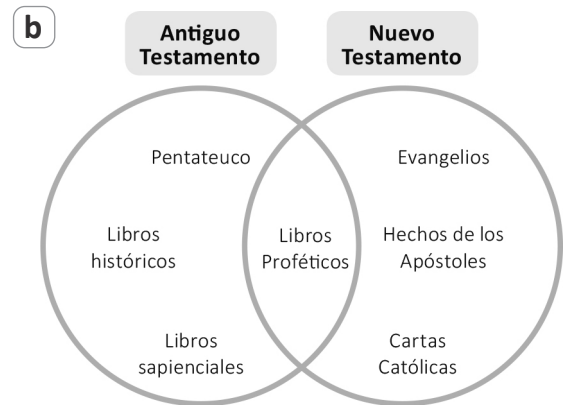 b
Antiguo
Testamento
Nuevo
Testamento
Pentateuco
Evangelios
Libros
históricos
Libros
Proféticos
Hechos de los
Apóstoles
Libros
sapienciales
Cartas
Católicas